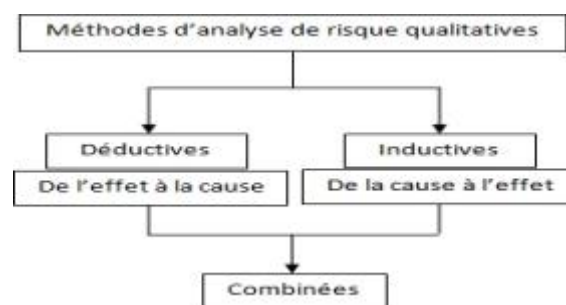 Méthodes d'analyse de risque qualitatives
Déductives
De l'effet à la cause
Inductives
De la cause à l'effet
Combinées